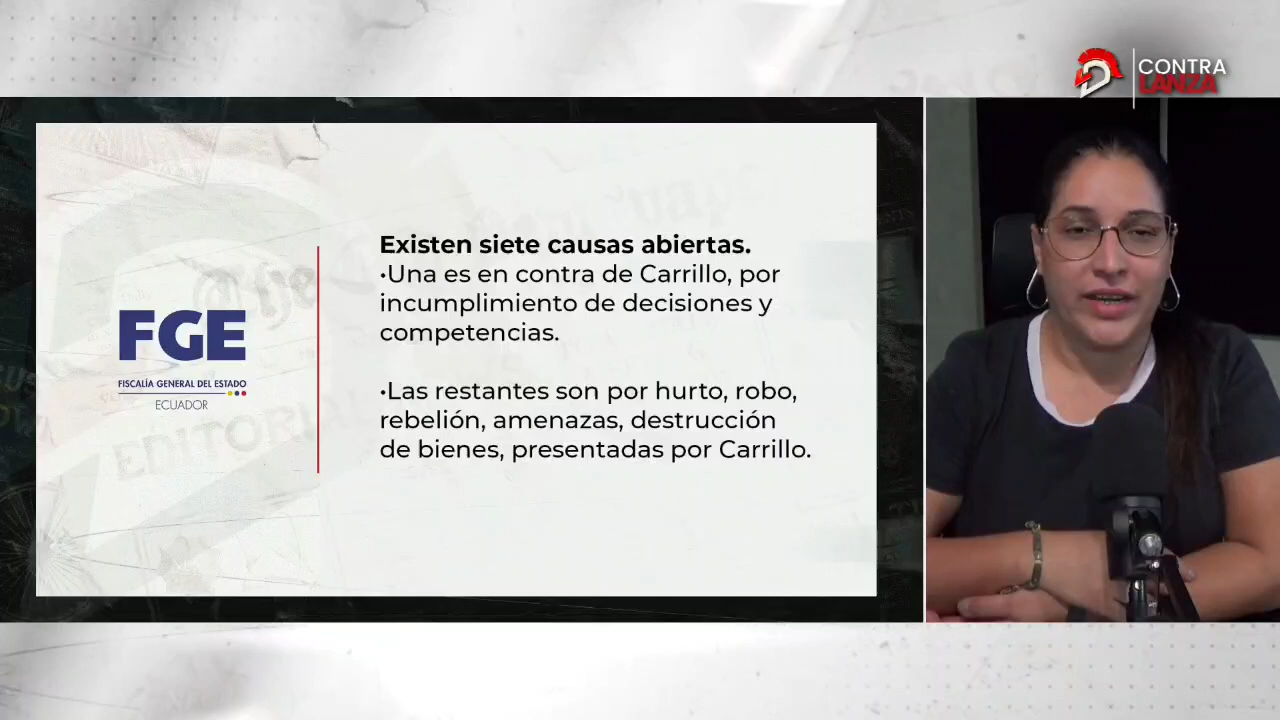 CONTRA
LANZA
Existen siete causas abiertas.
•Una es en contra de Carrillo, por
incumplimiento de decisiones y
competencias.
•Las restantes son por hurto, robo,
rebelión, amenazas, destrucción
de bienes, presentadas por Carrillo.
FGE
FISCALÍA GENERAL DEL ESTADO
ECUADOR
EDITOR